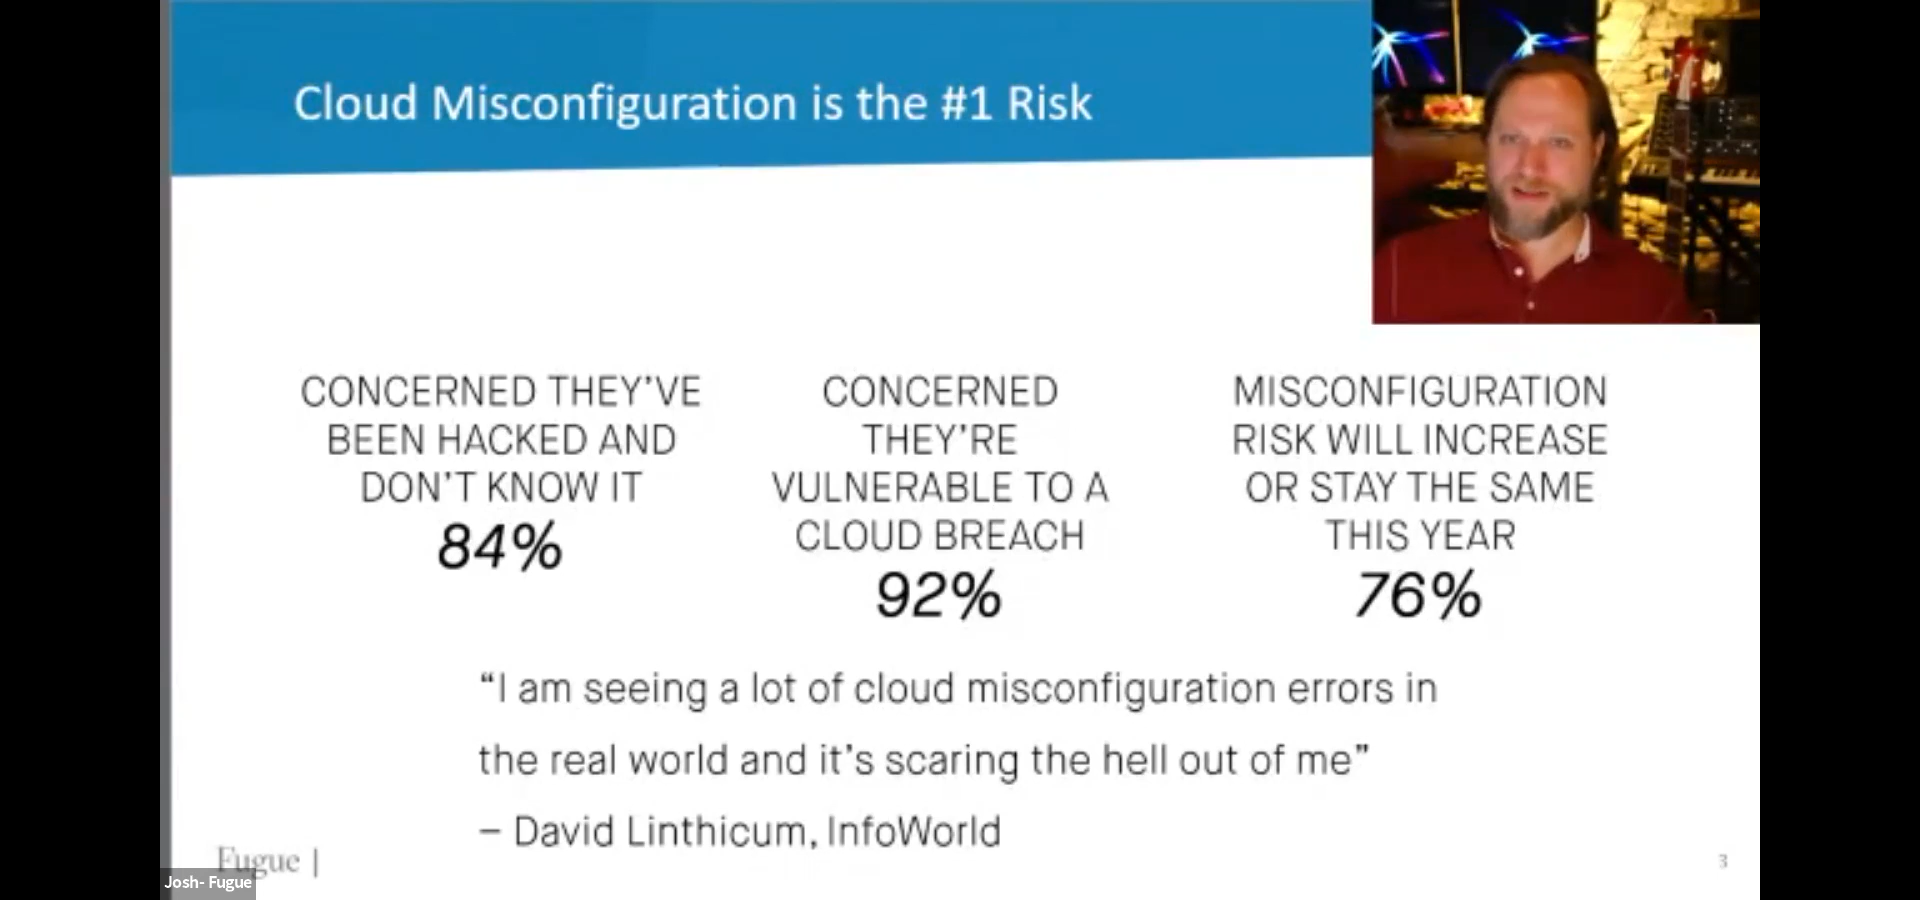 Cloud Misconfiguration is the #1 Risk
CONCERNED THEY’VE
BEEN HACKED AND
DON’T KNOW IT
84%
CONCERNED
THEY’RE
VULNERABLE TO A
CLOUD BREACH
92%
MISCONFIGURATION
RISK WILL INCREASE
OR STAY THE SAME
THIS YEAR
76%
“I am seeing a lot of cloud misconfiguration errors in
the real world and it’s scaring the hell out of me”
– David Linthicum, InfoWorld
Fugue |
3
Josh- Fugue